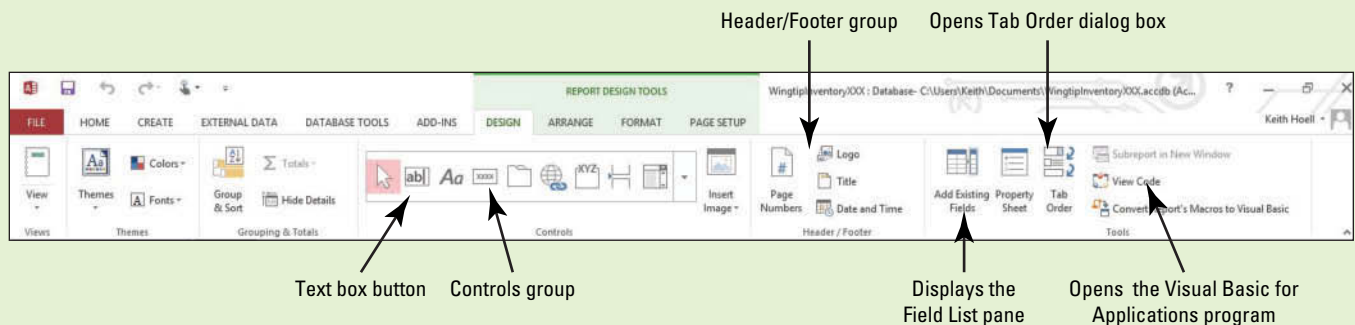 Header/Footer group Opens Tab Order dialog box
REPORT DESIGN TOOLS WingtipInventoryXXX : Database- C:\Users\Keith\Documents\WingtipInventoryXXX.accdb (Ac... ?
FILE HOME CREATE EXTERNAL DATA DATABASE TOOLS ADD-INS DESIGN ARRANGE FORMAT PAGE SETUP Keith Hoell
View
Aa
Themes
Colors
A Fonts
Group
& Sort
Σ Totals
Hide Details
ab| Aa xxxx XYZ
Insert
Image
#
Page
Numbers
Logo
Title
Date and Time
Add Existing
Fields
Property
Sheet
Tab
Order
Subreport in New Window
View Code
Convert Report's Macros to Visual Basic
Views Themes Grouping & Totals Controls Header / Footer Tools
Text box button Controls group Displays the
Field List pane
Opens the Visual Basic for
Applications program